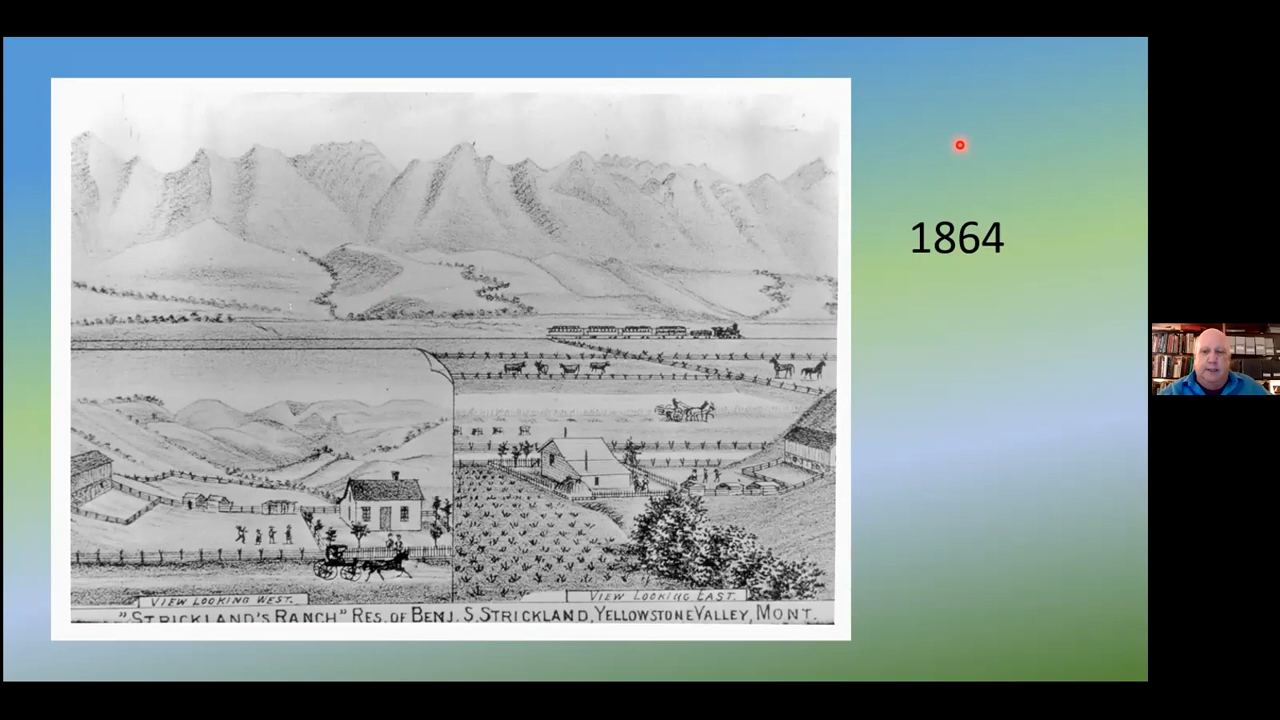 1864
VIEW LOOKING WEST.
VIEW LOOKING EAST.
"STRICKLAND'S RANCH" RES. OF BENJ. S. STRICKLAND, YELLOWSTONE VALLEY, MONT.